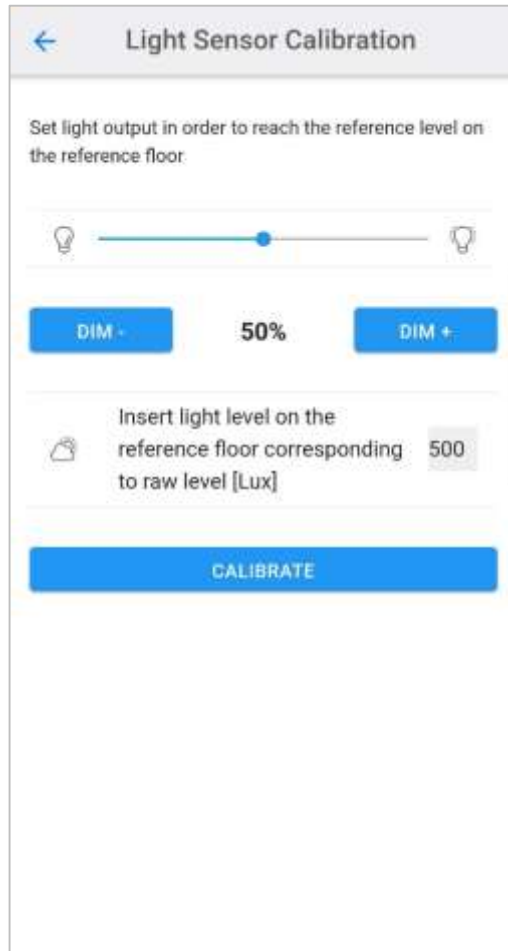 Light Sensor Calibration
Set light output in order to reach the reference level on
the reference floor
DIM - 50% DIM +
Insert light level on the
reference floor corresponding 500
to raw level [Lux]
CALIBRATE